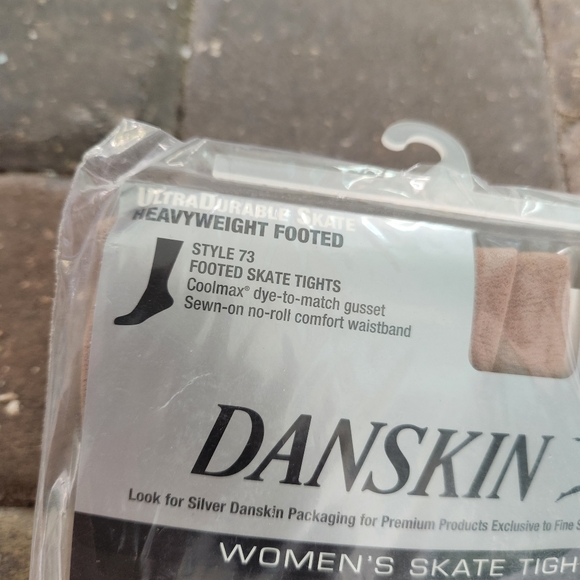 ULTRADURABLE SKATE
HEAVYWEIGHT FOOTED
STYLE 73
FOOTED SKATE TIGHTS
Coolmax® dye-to-match gusset
Sewn-on no-roll comfort waistband
DANSKIN
Look for Silver Danskin Packaging for Premium Products Exclusive to Fine S
WOMEN'S SKATE TIGH